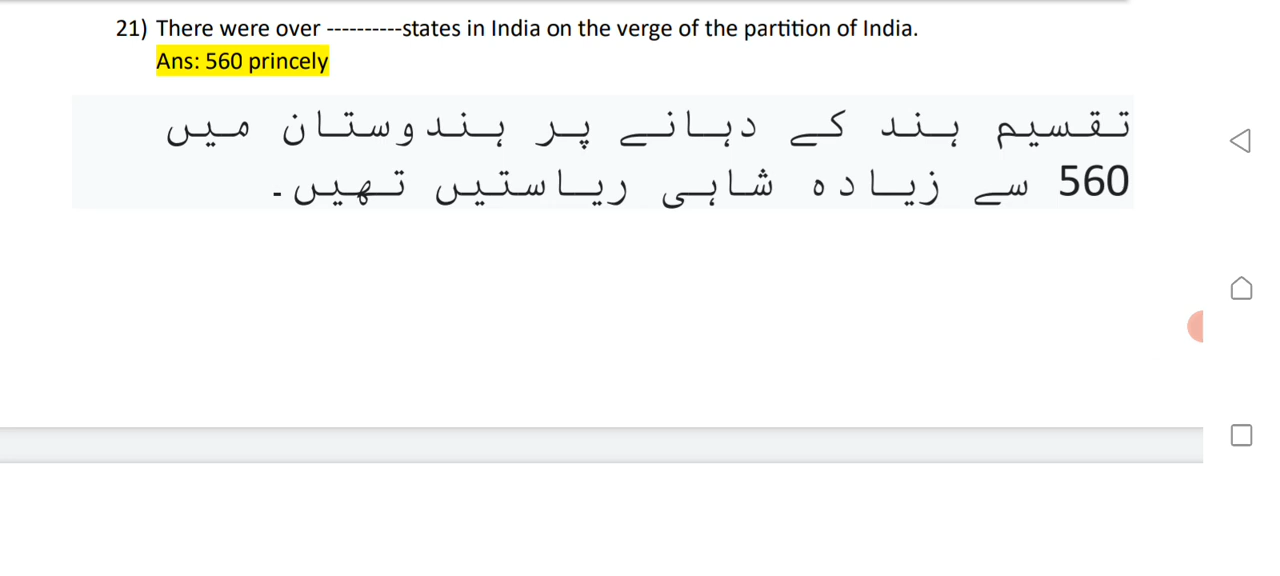 21) There were over ----------states in India on the verge of the partition of India.
Ans: 560 princely
تقسیم ہند کے دہانے پر ہندوستان میں
560 سے زیادہ شاہی ریاستیں تھیں۔